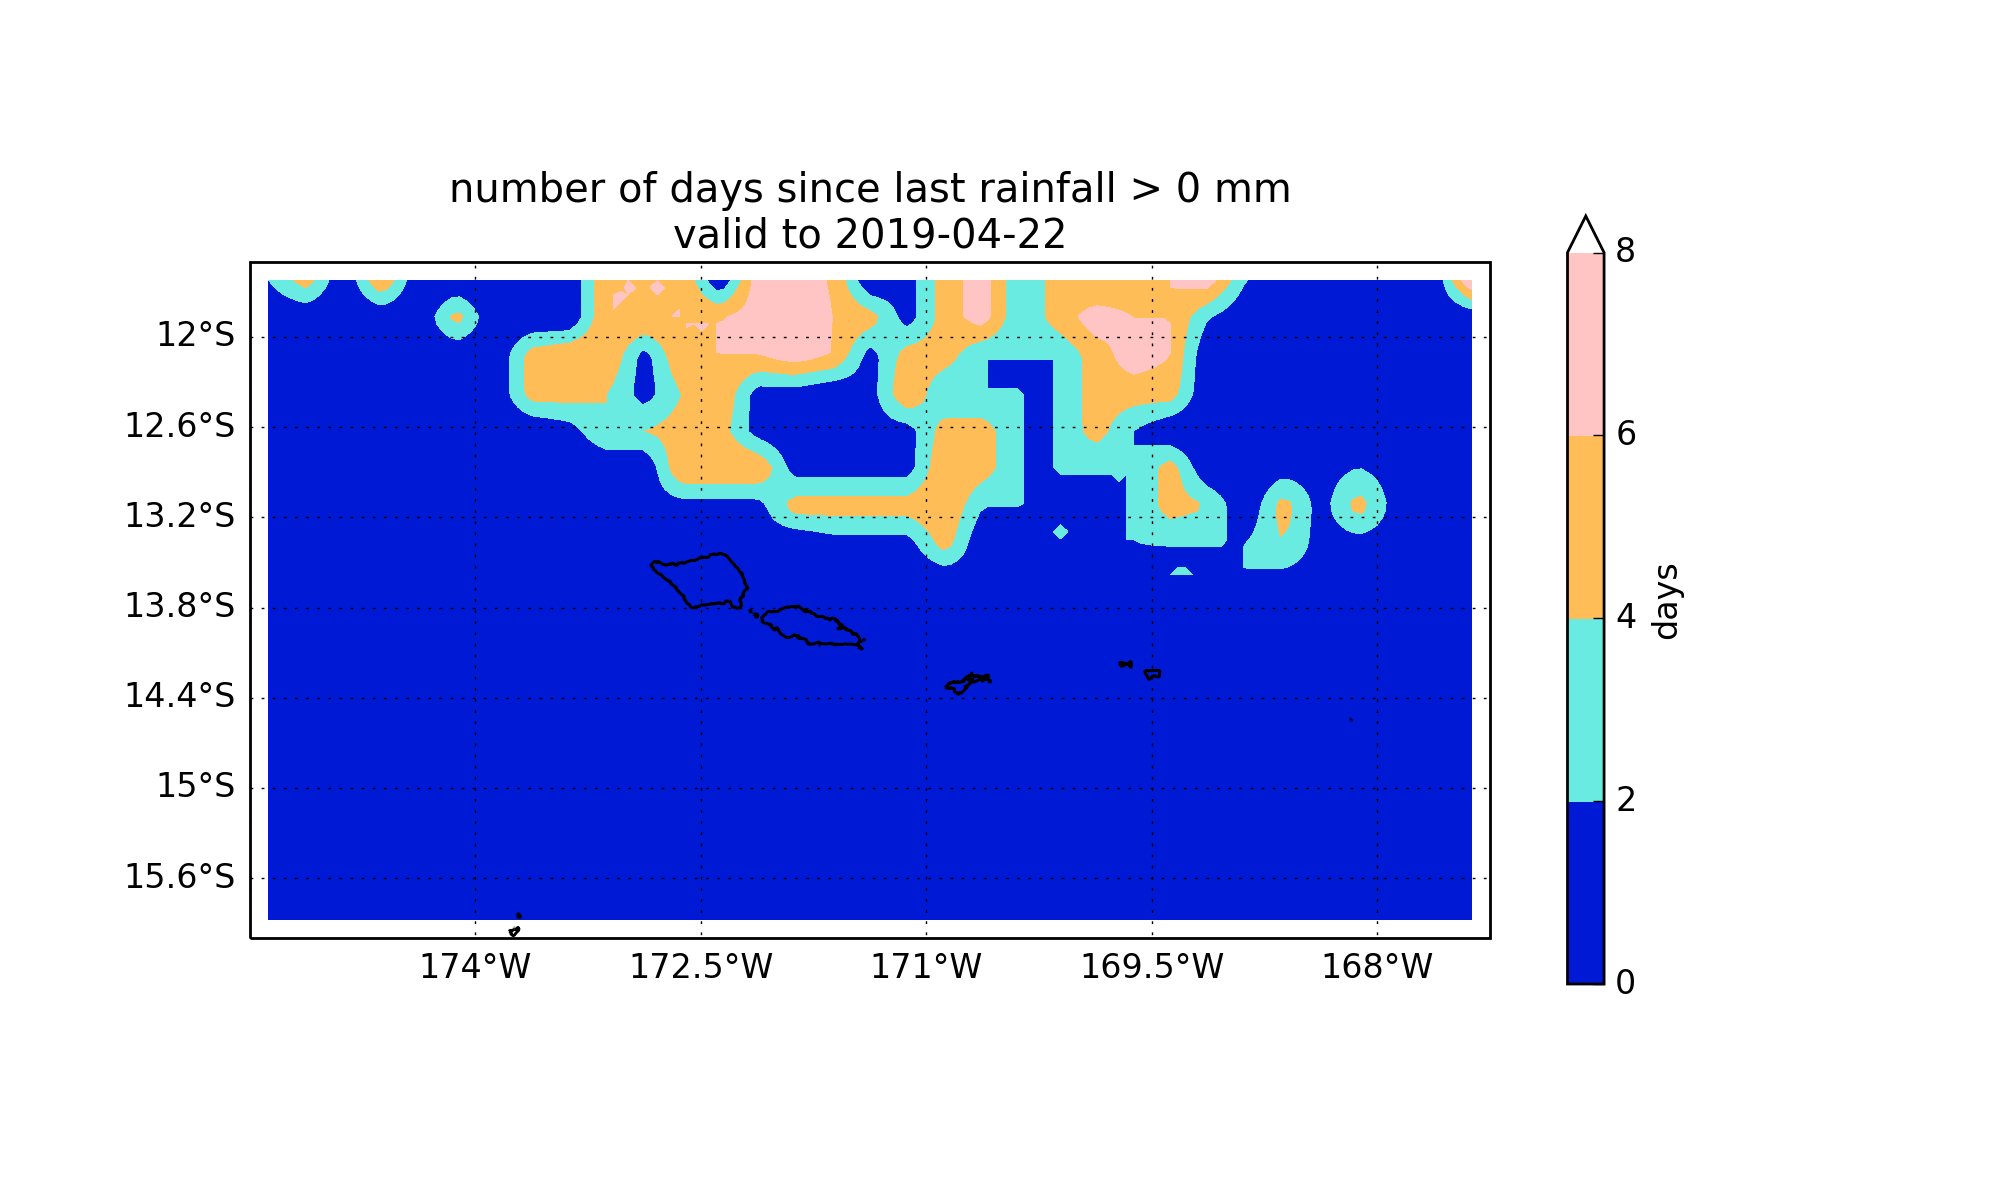 number of days since last rainfall > 0 mm
valid to 2019-04-22
12°S
12.6°S
13.2°S
13.8°S
14.4°S
15°S
15.6°S
174°W
172.5°W
171°W
169.5°W
168°W
8
6
4
2
0
days